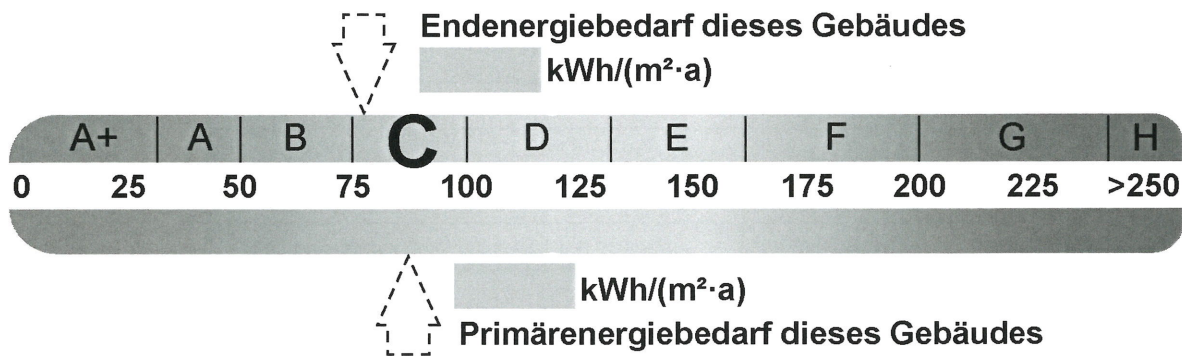 Endenergiebedarf dieses Gebäudes
kWh/(m²·a)
A+ A B C D E F G H
0 25 50 75 100 125 150 175 200 225 >250
kWh/(m²·a)
Primärenergiebedarf dieses Gebäudes